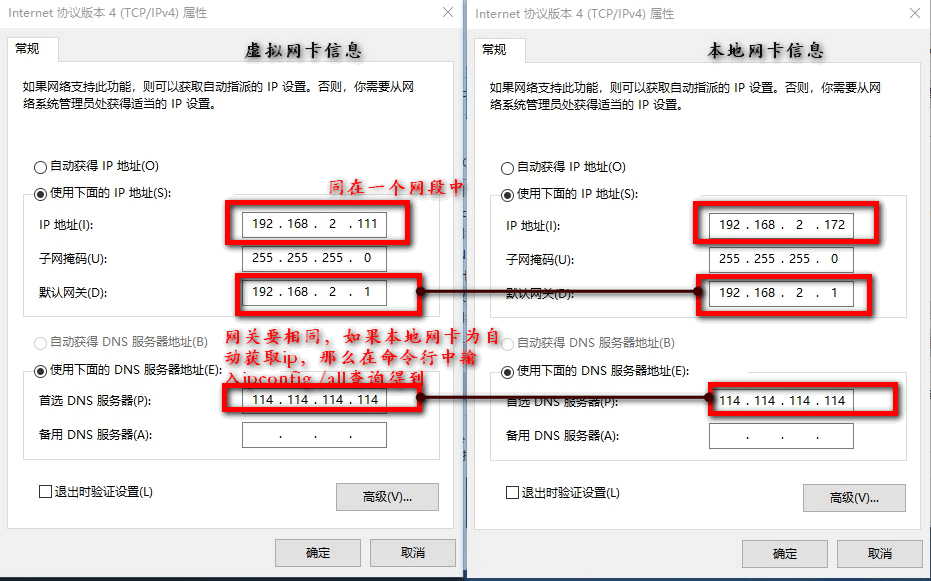 Internet 协议版本 4 (TCP/IPv4) 属性
常规
虚拟网卡信息
如果网络支持此功能，则可以获取自动指派的 IP 设置。否则，你需要从网
络系统管理员处获得适当的 IP 设置。
自动获得 IP 地址(O)
使用下面的 IP 地址(S):
同在一个网段中
IP 地址(I):
192 . 168 . 2 . 111
子网掩码(U):
255 . 255 . 255 . 0
默认网关(D):
192 . 168 . 2 . 1
网关要相同，如果本地网卡为自
动获取ip，那么在命令行中输
入ipconfig /all查询得到
自动获得 DNS 服务器地址(B)
使用下面的 DNS 服务器地址(E):
首选 DNS 服务器(P):
114 . 114 . 114 . 114
备用 DNS 服务器(A):
. . .
退出时验证设置(L)
高级(V)...
确定
取消
Internet 协议版本 4 (TCP/IPv4) 属性
常规
本地网卡信息
如果网络支持此功能，则可以获取自动指派的 IP 设置。否则，你需要从网
络系统管理员处获得适当的 IP 设置。
自动获得 IP 地址(O)
使用下面的 IP 地址(S):
IP 地址(I):
192 . 168 . 2 . 172
子网掩码(U):
255 . 255 . 255 . 0
默认网关(D):
192 . 168 . 2 . 1
自动获得 DNS 服务器地址(B)
使用下面的 DNS 服务器地址(E):
首选 DNS 服务器(P):
114 . 114 . 114 . 114
备用 DNS 服务器(A):
. . .
退出时验证设置(L)
高级(V)...
确定
取消